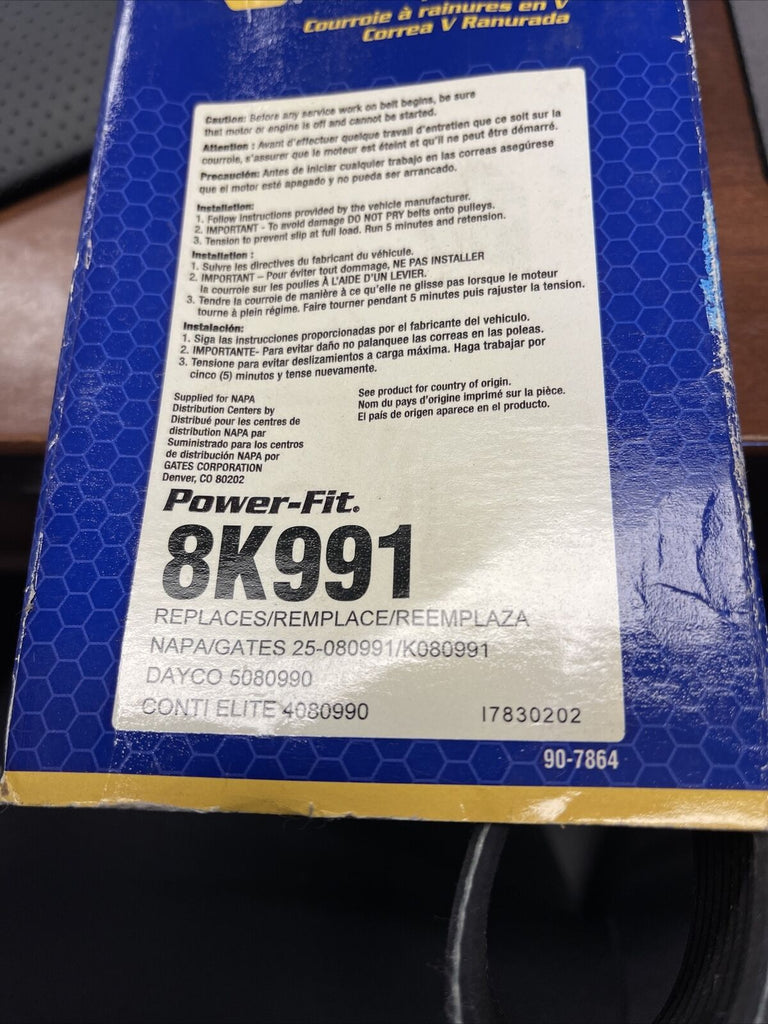 Courroie à rainures en V
Correa V Ranurada
Caution: Before any service work on belt begins, be sure
that motor or engine is off and cannot be started.
Attention : Avant d'effectuer quelque travail d'entretien que ce soit sur la
courroie, s'assurer que le moteur est éteint et qu'il ne peut être démarré.
Precaución: Antes de iniciar cualquier trabajo en las correas asegúrese
que el motor esté apagado y no pueda ser arrancado.
Installation:
1. Follow instructions provided by the vehicle manufacturer.
2. IMPORTANT - To avoid damage DO NOT PRY belts onto pulleys.
3. Tension to prevent slip at full load. Run 5 minutes and retension.
Installation :
1. Suivre les directives du fabricant du véhicule.
2. IMPORTANT – Pour éviter tout dommage, NE PAS INSTALLER
la courroie sur les poulies À L'AIDE D'UN LEVIER.
3. Tendre la courroie de manière à ce qu'elle ne glisse pas lorsque le moteur
tourne à plein régime. Faire tourner pendant 5 minutes puis rajuster la tension.
Instalación:
1. Siga las instrucciones proporcionadas por el fabricante del vehiculo.
2. IMPORTANTE- Para evitar daño no palanquee las correas en las poleas.
3. Tensione para evitar deslizamientos a carga máxima. Haga trabajar por
cinco (5) minutos y tense nuevamente.
Supplied for NAPA
Distribution Centers by
Distribué pour les centres de
distribution NAPA par
Suministrado para los centros
de distribución NAPA por
GATES CORPORATION
Denver, CO 80202
See product for country of origin.
Nom du pays d'origine imprimé sur la pièce.
El país de origen aparece en el producto.
Power-Fit®
8K991
REPLACES/REMPLACE/REEMPLAZA
NAPA/GATES 25-080991/K080991
DAYCO 5080990
CONTI ELITE 4080990
I7830202
90-7864